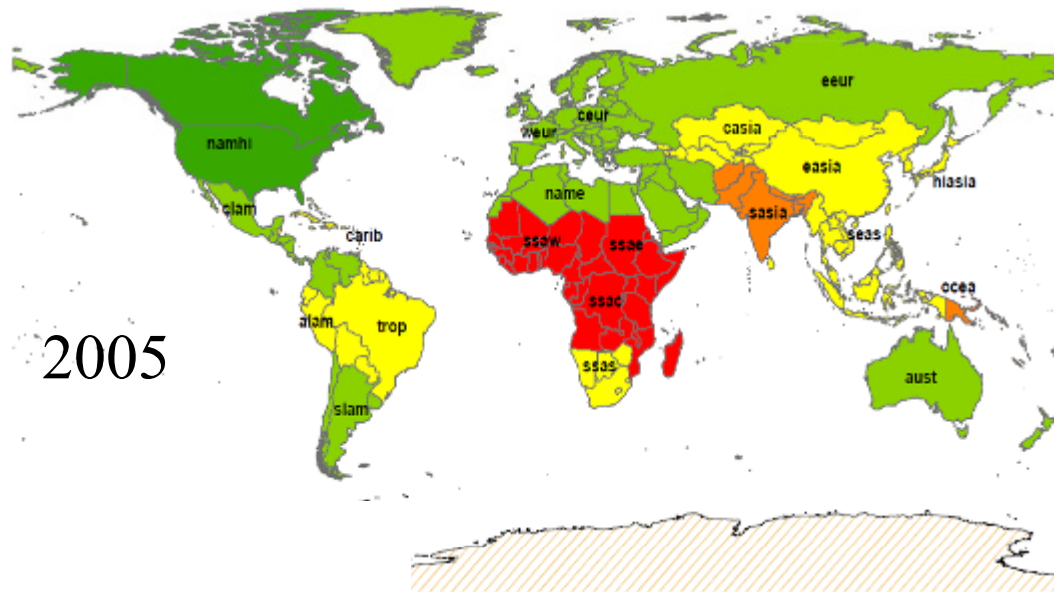 eeur
ceur
weur
casia
namhi
easia
hiasia
name
clam
sasia
carib
ssaw
ssae
seas
ssac
ocea
alam
trop
2005
ssas
aust
slam